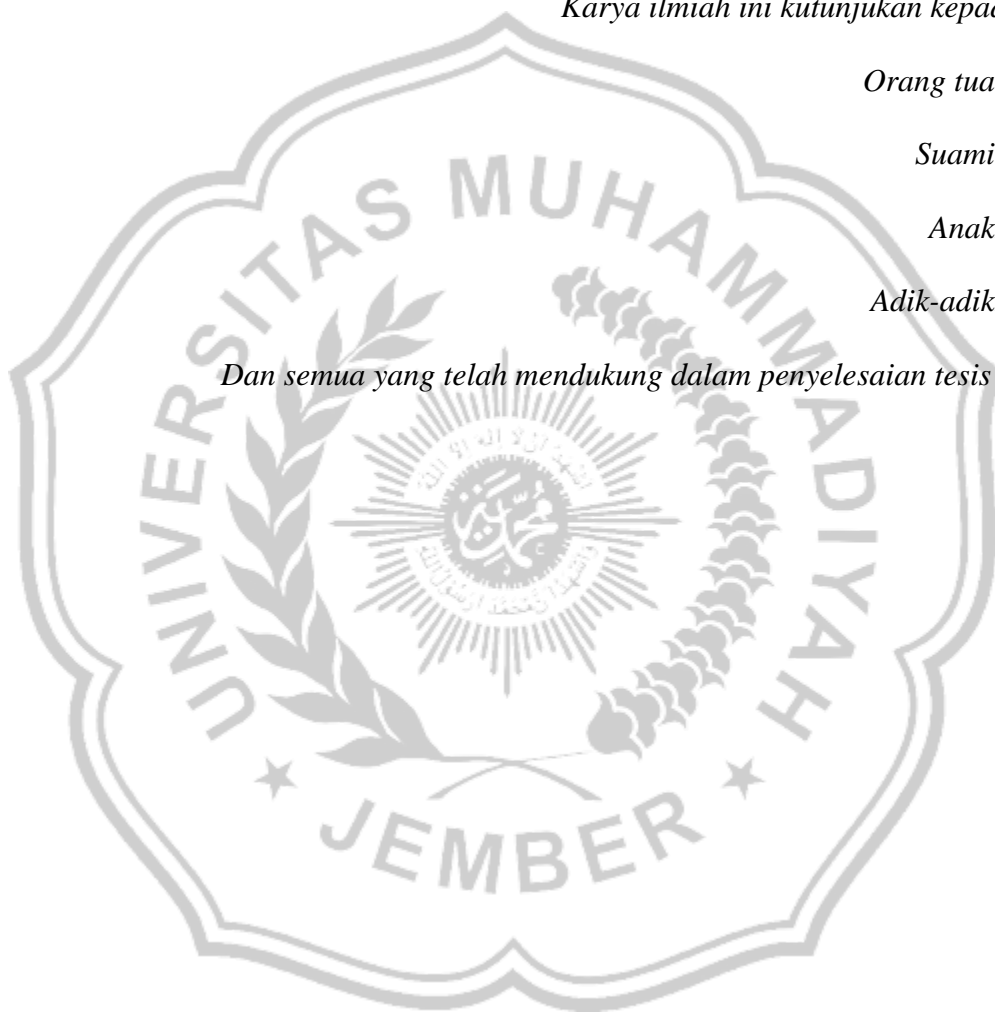 Karya ilmiah ini kutunjukan kepad
Orang tua
Suami
Anak
Adik-adik
Dan semua yang telah mendukung dalam penyelesaian tesis
UNIVERSITAS MUHAMMADIYAH
JEMBER